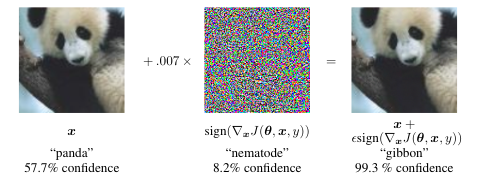 + .007 ×
=
x
sign(∇ₓJ(θ, x, y))
x +
ϵsign(∇ₓJ(θ, x, y))
“panda”
“nematode”
“gibbon”
57.7% confidence
8.2% confidence
99.3 % confidence